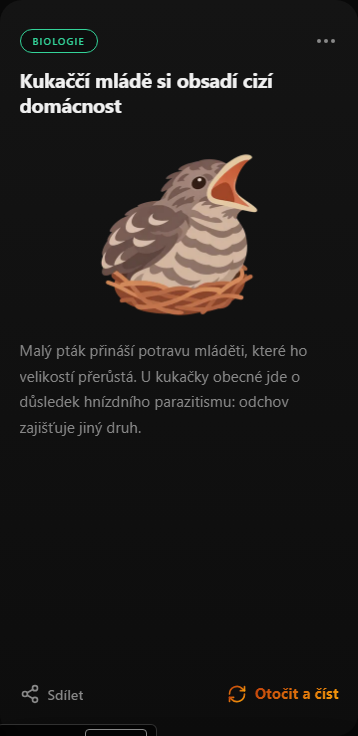 BIOLOGIE
Kukaččí mládě si obsadí cizí
domácnost
Malý pták přináší potravu mláděti, které ho
velikostí přerůstá. U kukačky obecné jde o
důsledek hnízdního parazitismu: odchov
zajišťuje jiný druh.
Sdílet
Otočit a číst